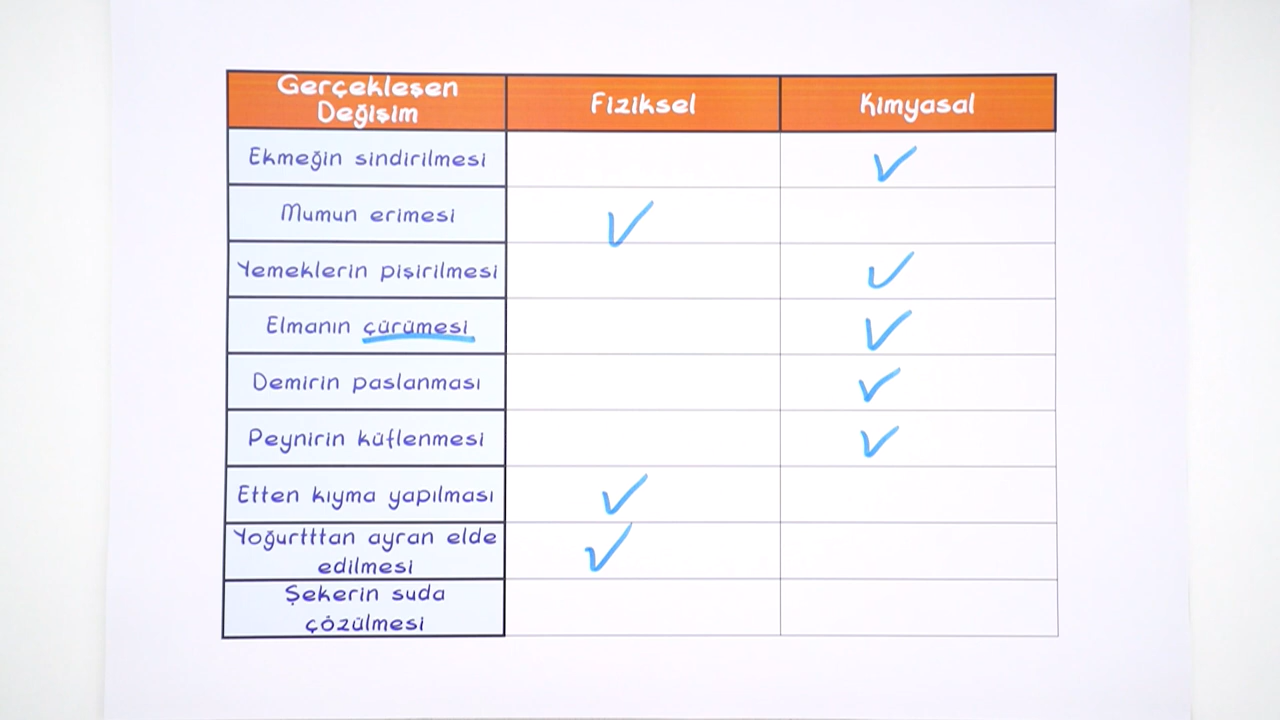 Gerçekleşen
Değişim
Fiziksel
Kimyasal
Ekmeğin sindirilmesi
Mumun erimesi
Yemeklerin pişirilmesi
Elmanın çürümesi
Demirin paslanması
Peynirin küflenmesi
Etten kıyma yapılması
Yoğurtttan ayran elde
edilmesi
Şekerin suda
çözülmesi